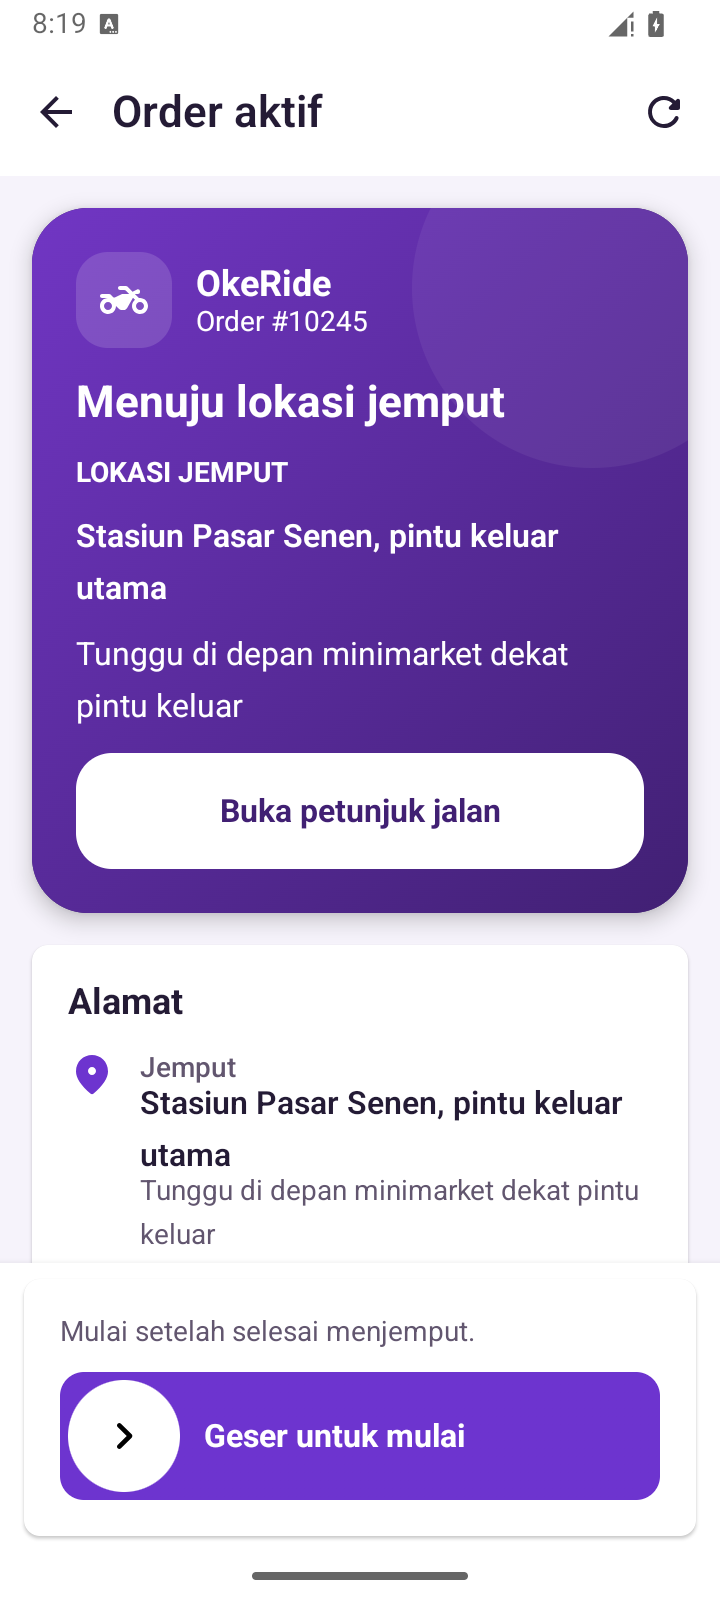 8:19
Order aktif
OkeRide
Order #10245
Menuju lokasi jemput
LOKASI JEMPUT
Stasiun Pasar Senen, pintu keluar
utama
Tunggu di depan minimarket dekat
pintu keluar
Buka petunjuk jalan
Alamat
Jemput
Stasiun Pasar Senen, pintu keluar
utama
Tunggu di depan minimarket dekat pintu
keluar
Mulai setelah selesai menjemput.
Geser untuk mulai